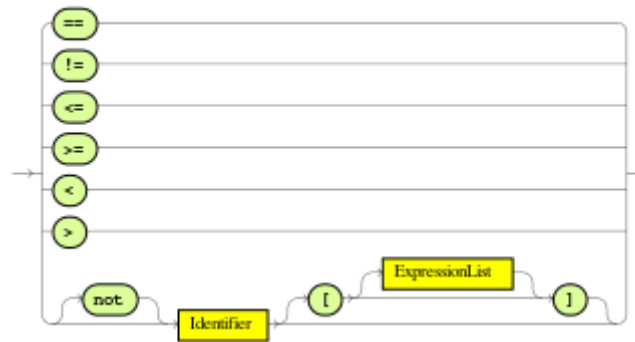 ==
!=
<=
>=
<
>
ExpressionList
not [ ]
Identifier